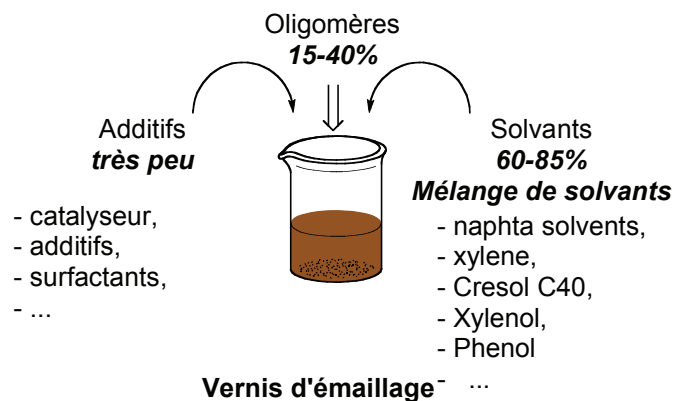 Oligomères
15-40%
Additifs
très peu
- catalyseur,
- additifs,
- surfactants,
- ...
Solvants
60-85%
Mélange de solvants
- naphta solvents,
- xylene,
- Cresol C40,
- Xylenol,
- Phenol
- ...
Vernis d'émaillage